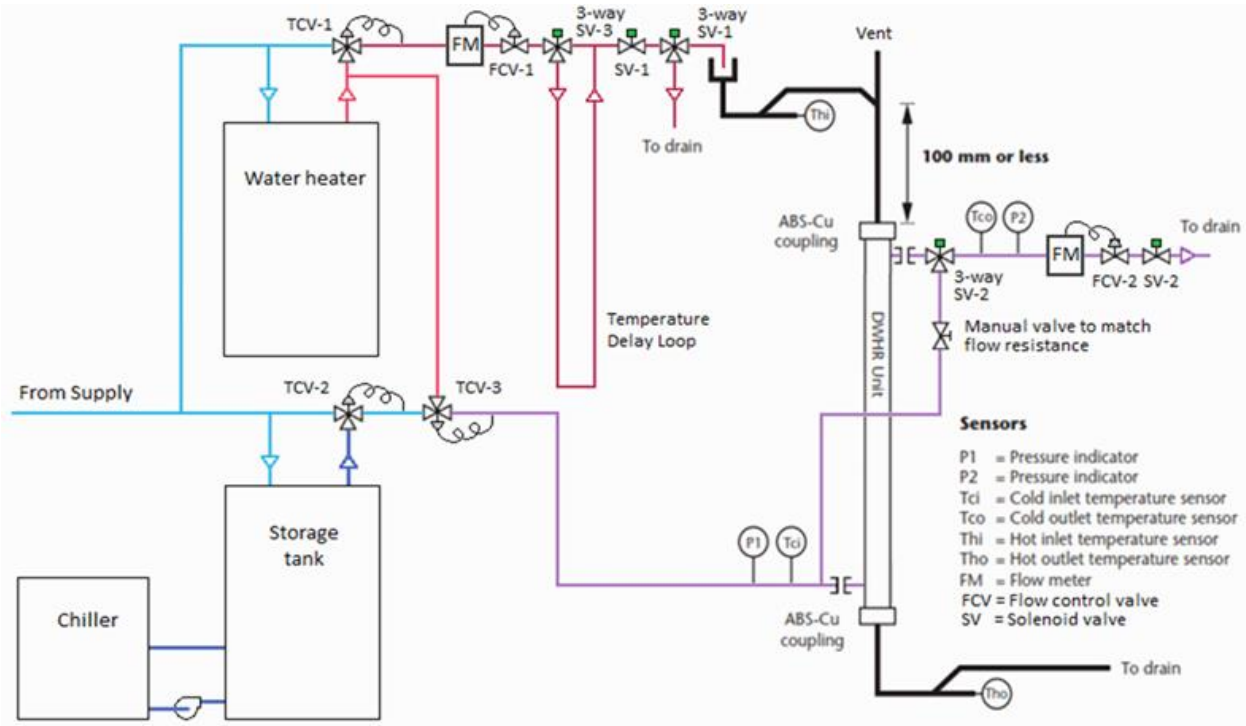 TCV-1
3-way
SV-3
3-way
SV-1
Vent
FM
FCV-1
SV-1
Thi
To drain
100 mm or less
Water heater
ABS-Cu
coupling
Tco
P2
To drain
FM
3-way
SV-2
FCV-2
SV-2
Temperature
Delay Loop
Manual valve to match
flow resistance
DWHR Unit
From Supply
TCV-2
TCV-3
Sensors
P1 = Pressure indicator
P2 = Pressure indicator
Tci = Cold inlet temperature sensor
Tco = Cold outlet temperature sensor
Thi = Hot inlet temperature sensor
Tho = Hot outlet temperature sensor
FM = Flow meter
FCV = Flow control valve
SV = Solenoid valve
Storage
tank
P1
Tci
Chiller
ABS-Cu
coupling
To drain
Tho